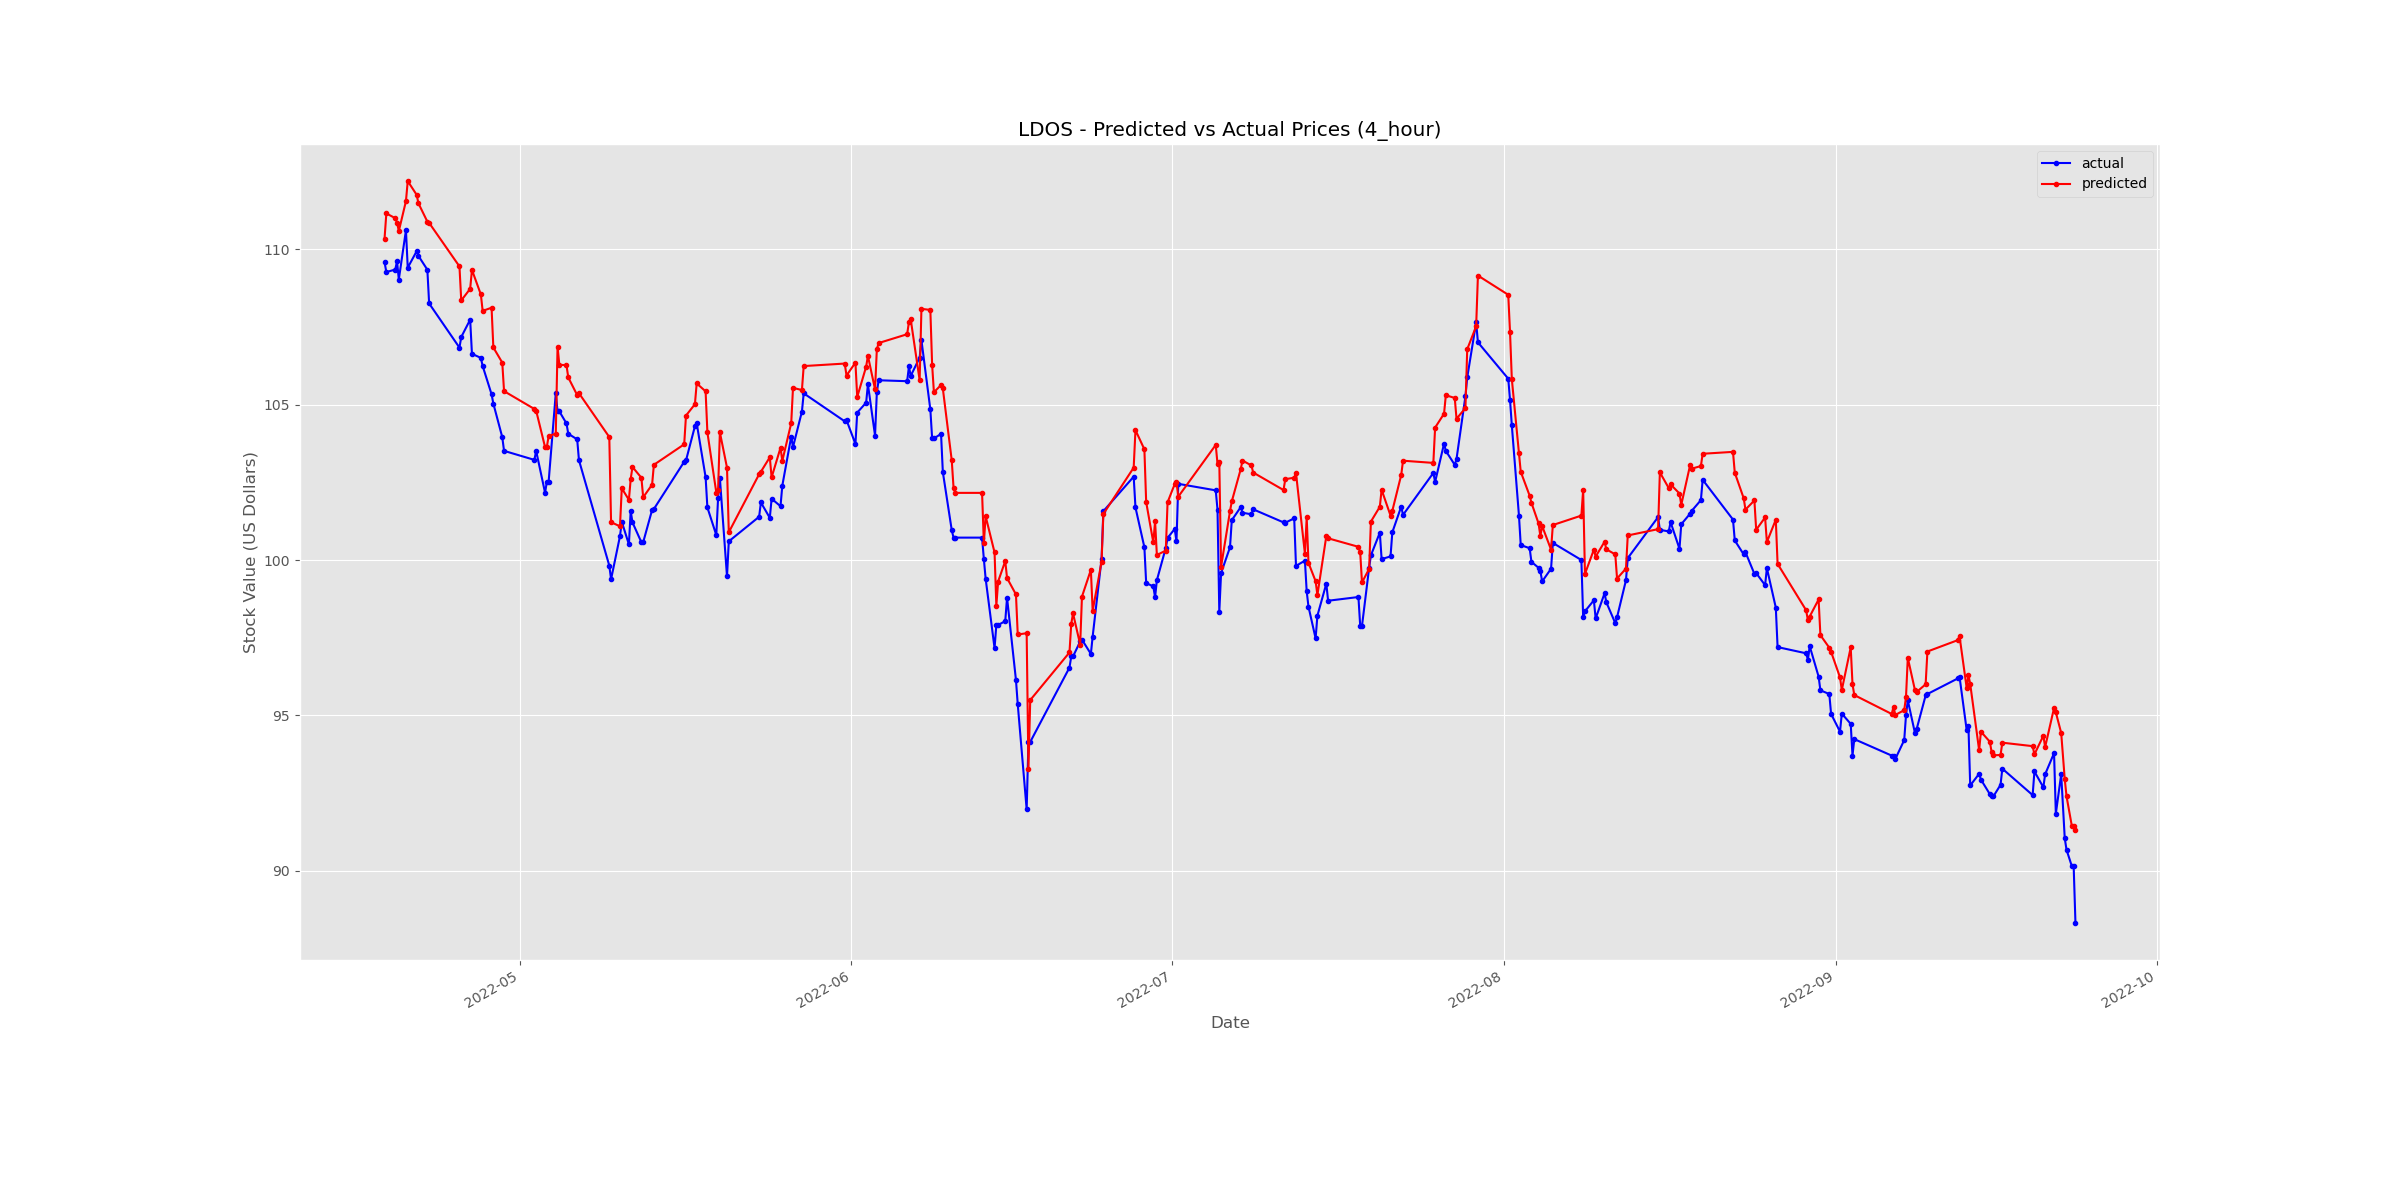 LDOS - Predicted vs Actual Prices (4_hour)
actual
predicted
Stock Value (US Dollars)
110
105
100
95
90
2022-05
2022-06
2022-07
2022-08
2022-09
2022-10
Date